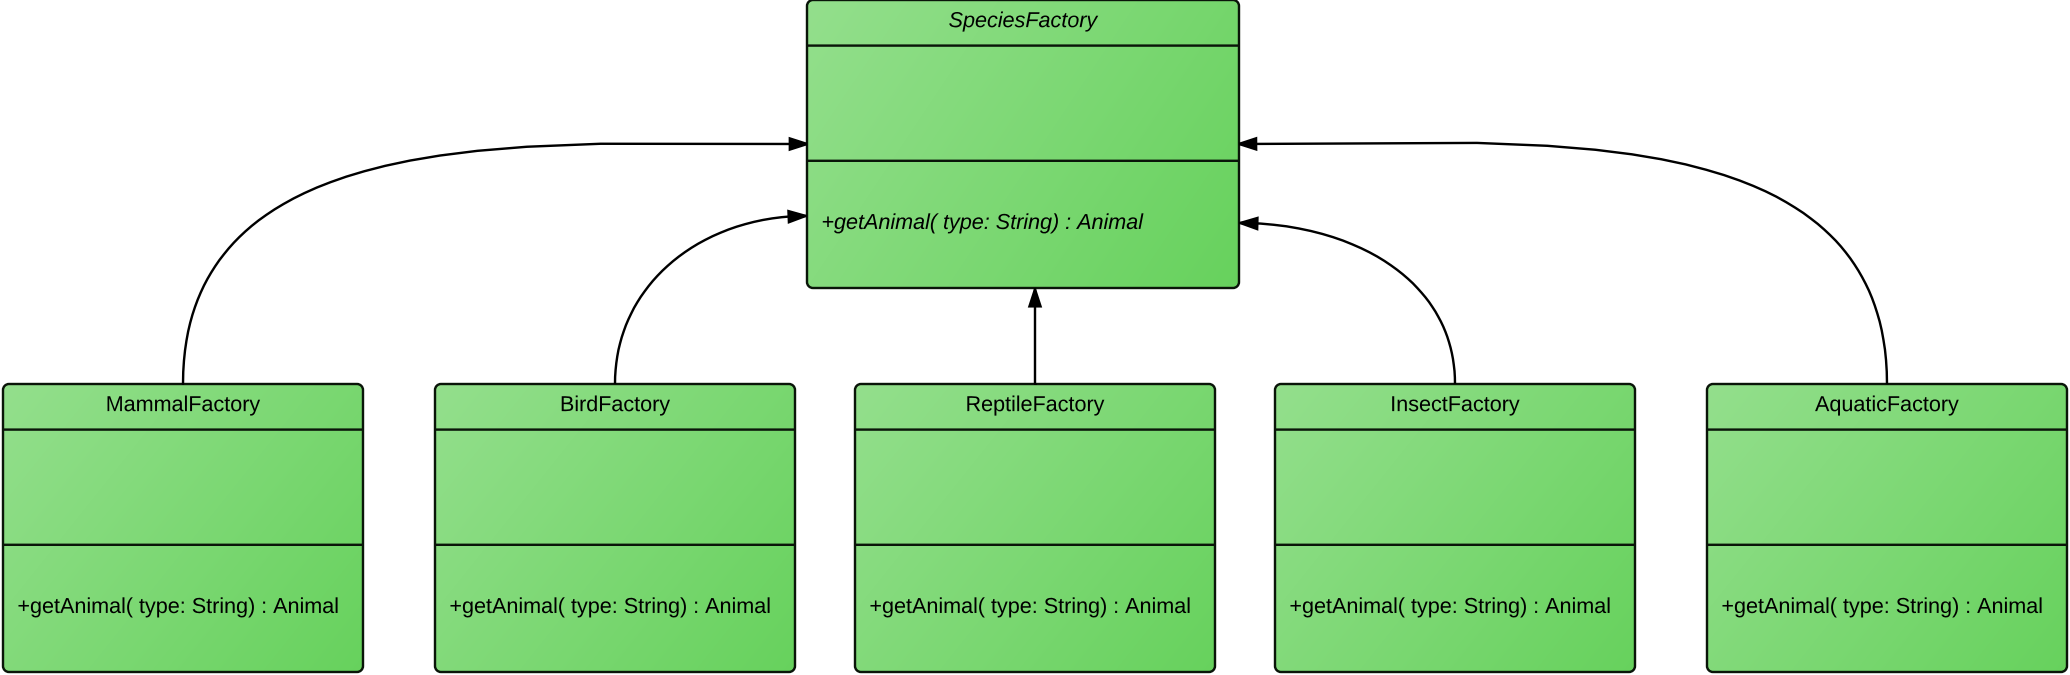 SpeciesFactory
+getAnimal( type: String) : Animal
MammalFactory
+getAnimal( type: String) : Animal
BirdFactory
+getAnimal( type: String) : Animal
ReptileFactory
+getAnimal( type: String) : Animal
InsectFactory
+getAnimal( type: String) : Animal
AquaticFactory
+getAnimal( type: String) : Animal